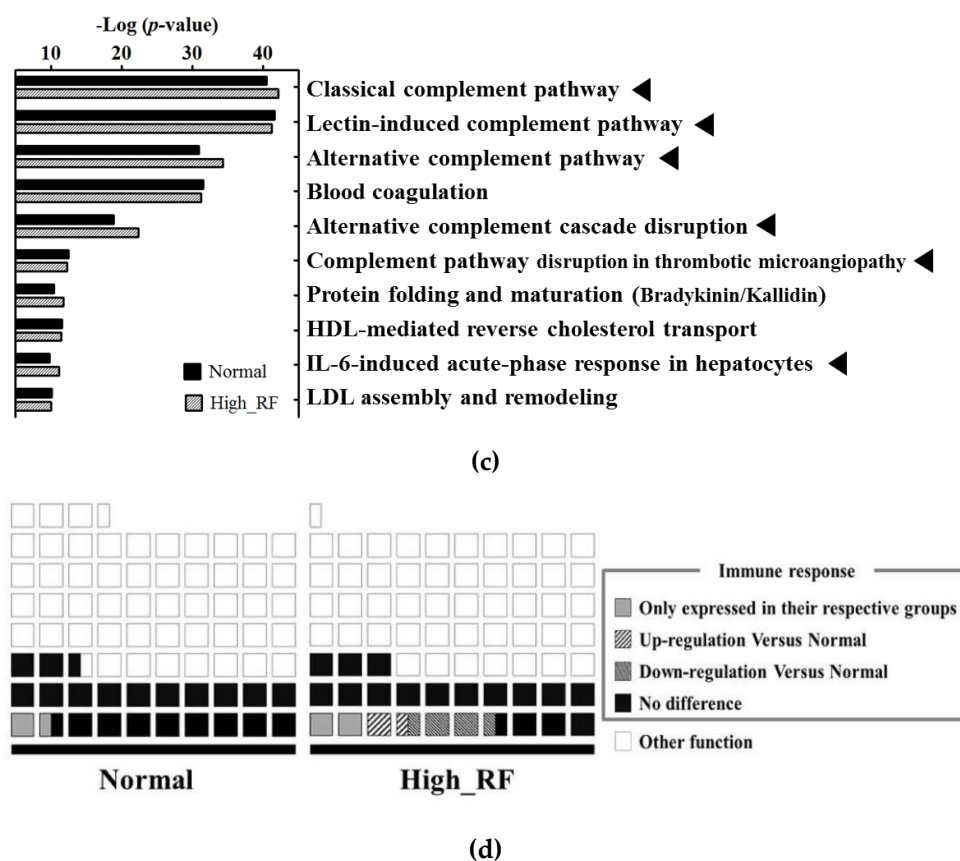 -Log (p-value)
10 20 30 40
Classical complement pathway
Lectin-induced complement pathway
Alternative complement pathway
Blood coagulation
Alternative complement cascade disruption
Complement pathway disruption in thrombotic microangiopathy
Protein folding and maturation (Bradykinin/Kallidin)
HDL-mediated reverse cholesterol transport
IL-6-induced acute-phase response in hepatocytes
LDL assembly and remodeling
Normal
High_RF
(c)
Immune response
Only expressed in their respective groups
Up-regulation Versus Normal
Down-regulation Versus Normal
No difference
Other function
Normal
High_RF
(d)